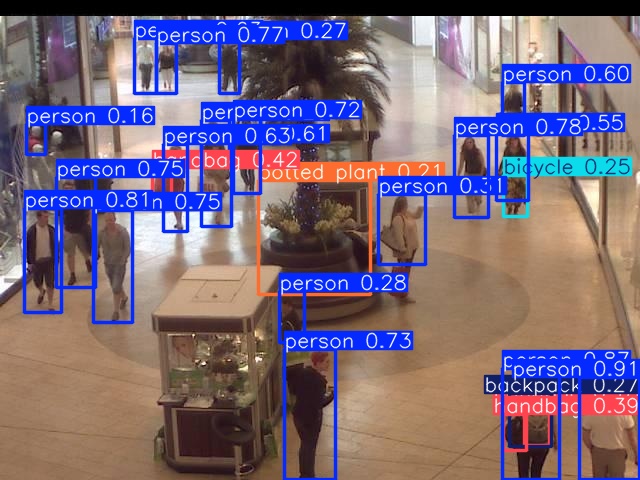 person 0.77
0.27
person 0.60
person 0.16
person 0.72
person 0.78
0.55
0.63
0.61
handbag 0.42
person 0.75
potted plant 0.21
bicycle 0.25
person 0.31
person 0.81
0.75
person 0.28
person 0.73
person 0.87
person 0.91
backpack 0.27
handbag 0.39